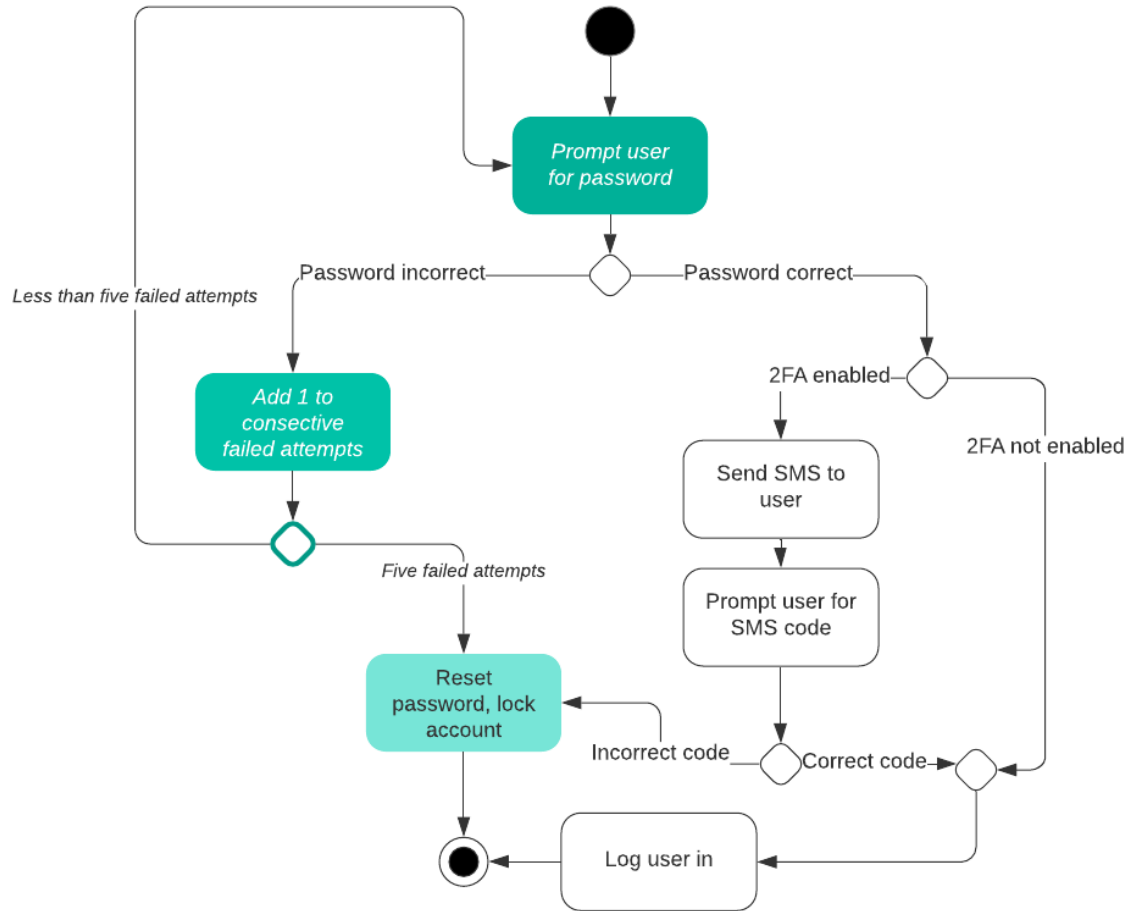 Prompt user
for password
Password incorrect
Password correct
Less than five failed attempts
Add 1 to
consective
failed attempts
2FA enabled
2FA not enabled
Send SMS to
user
Five failed attempts
Prompt user for
SMS code
Reset
password, lock
account
Incorrect code
Correct code
Log user in